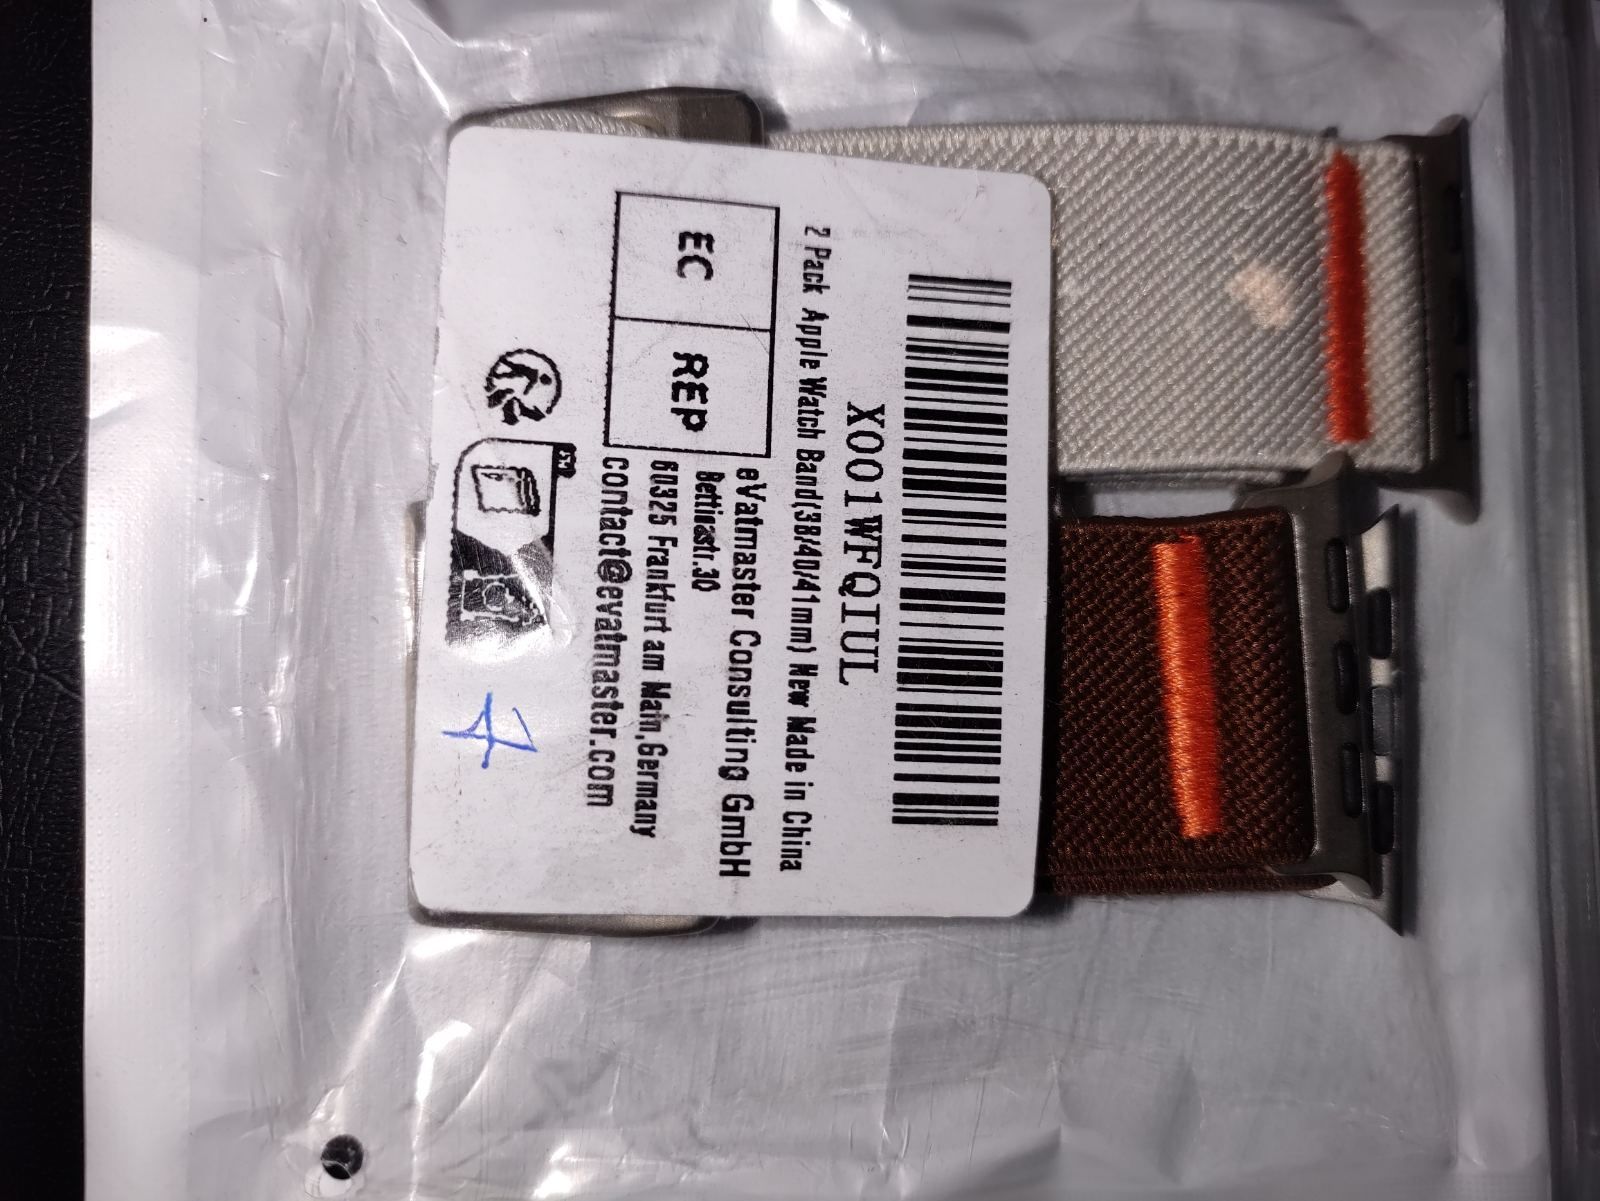 X001WFQIUL
2 Pack Apple Watch Band(38/40/41mm) New Made in China
EC REP
eVatmaster Consulting GmbH
Bettinastr.30
60325 Frankfurt am Main,Germany
contact@evatmaster.com